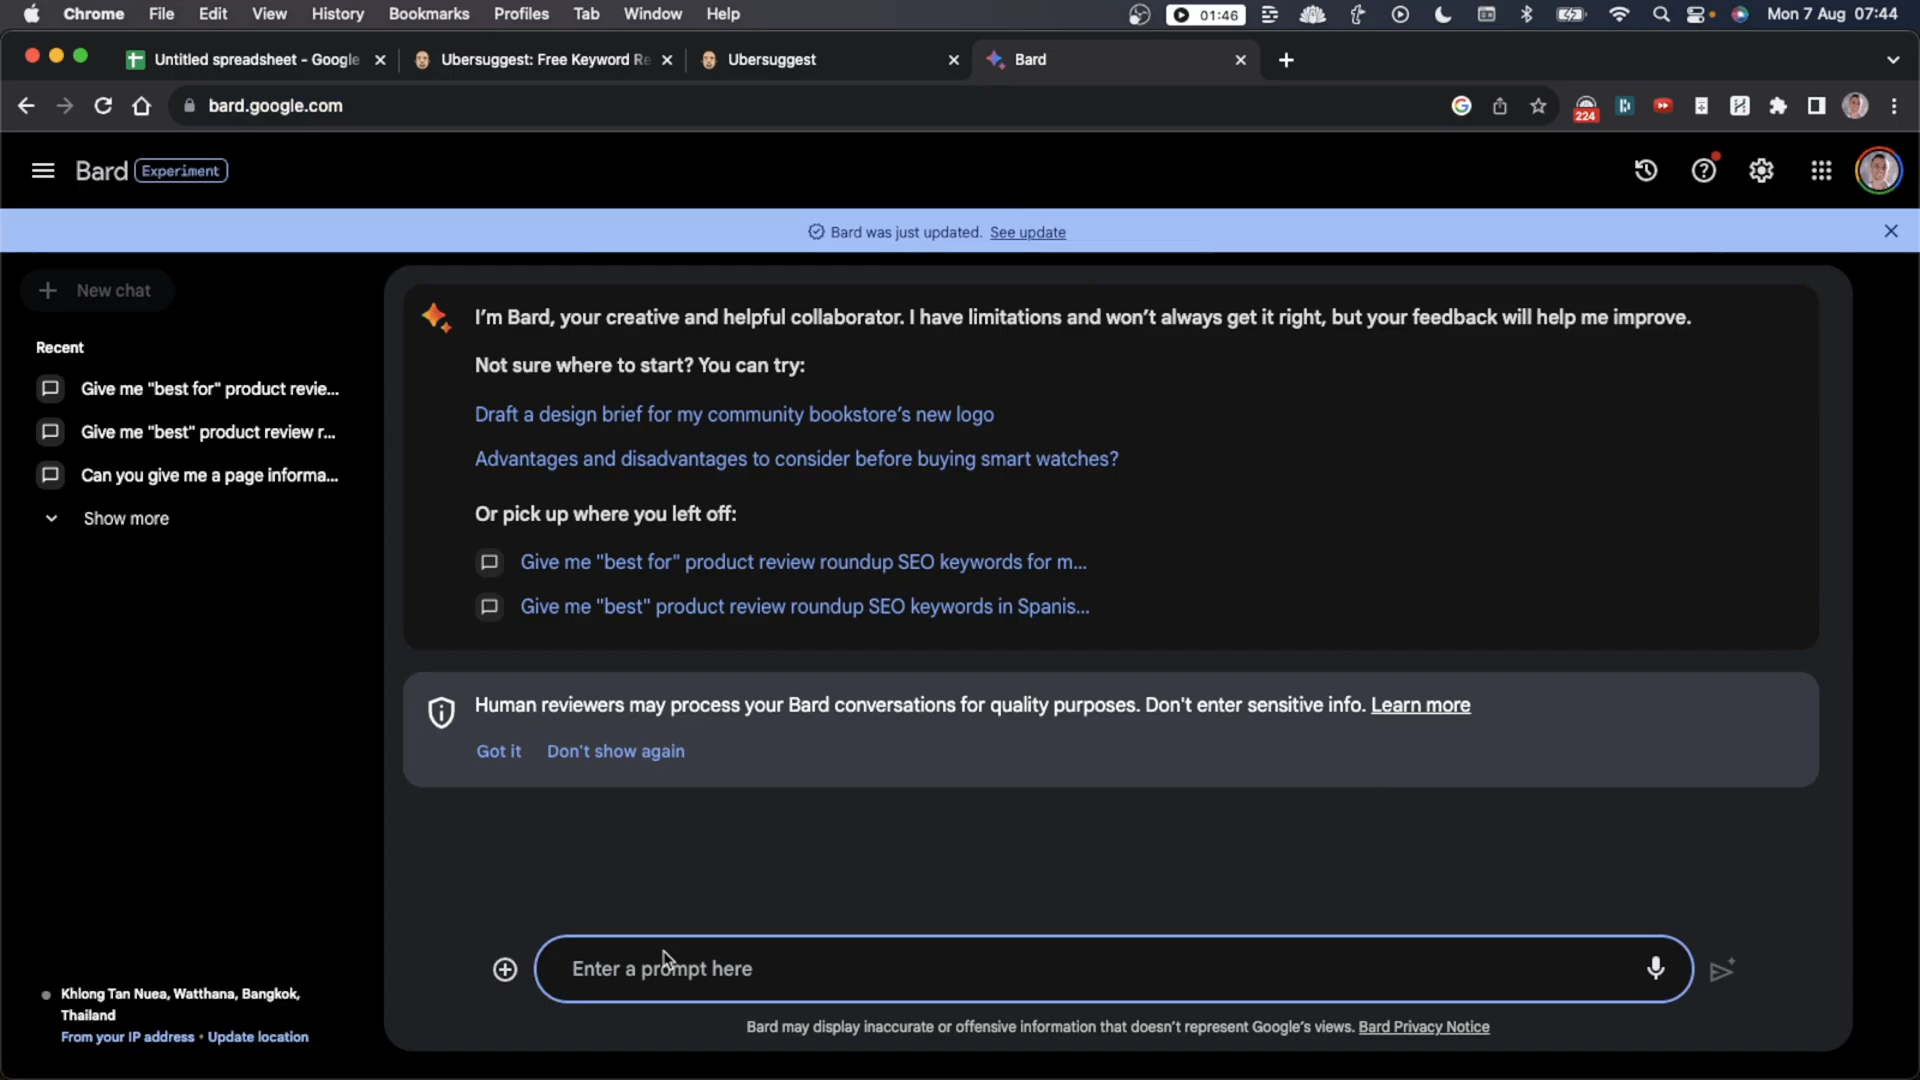 Chrome File Edit View History Bookmarks Profiles Tab Window Help 01:46 Mon 7 Aug 07:44
Untitled spreadsheet - Google Ubersuggest: Free Keyword Re Ubersuggest Bard
bard.google.com 224
Bard Experiment
Bard was just updated. See update
New chat
Recent
Give me "best for" product revie...
Give me "best" product review r...
Can you give me a page informa...
Show more
I'm Bard, your creative and helpful collaborator. I have limitations and won't always get it right, but your feedback will help me improve.
Not sure where to start? You can try:
Draft a design brief for my community bookstore's new logo
Advantages and disadvantages to consider before buying smart watches?
Or pick up where you left off:
Give me "best for" product review roundup SEO keywords for m...
Give me "best" product review roundup SEO keywords in Spanis...
Human reviewers may process your Bard conversations for quality purposes. Don't enter sensitive info. Learn more
Got it Don't show again
Enter a prompt here
Bard may display inaccurate or offensive information that doesn't represent Google's views. Bard Privacy Notice
Khlong Tan Nuea, Watthana, Bangkok,
Thailand
From your IP address • Update location